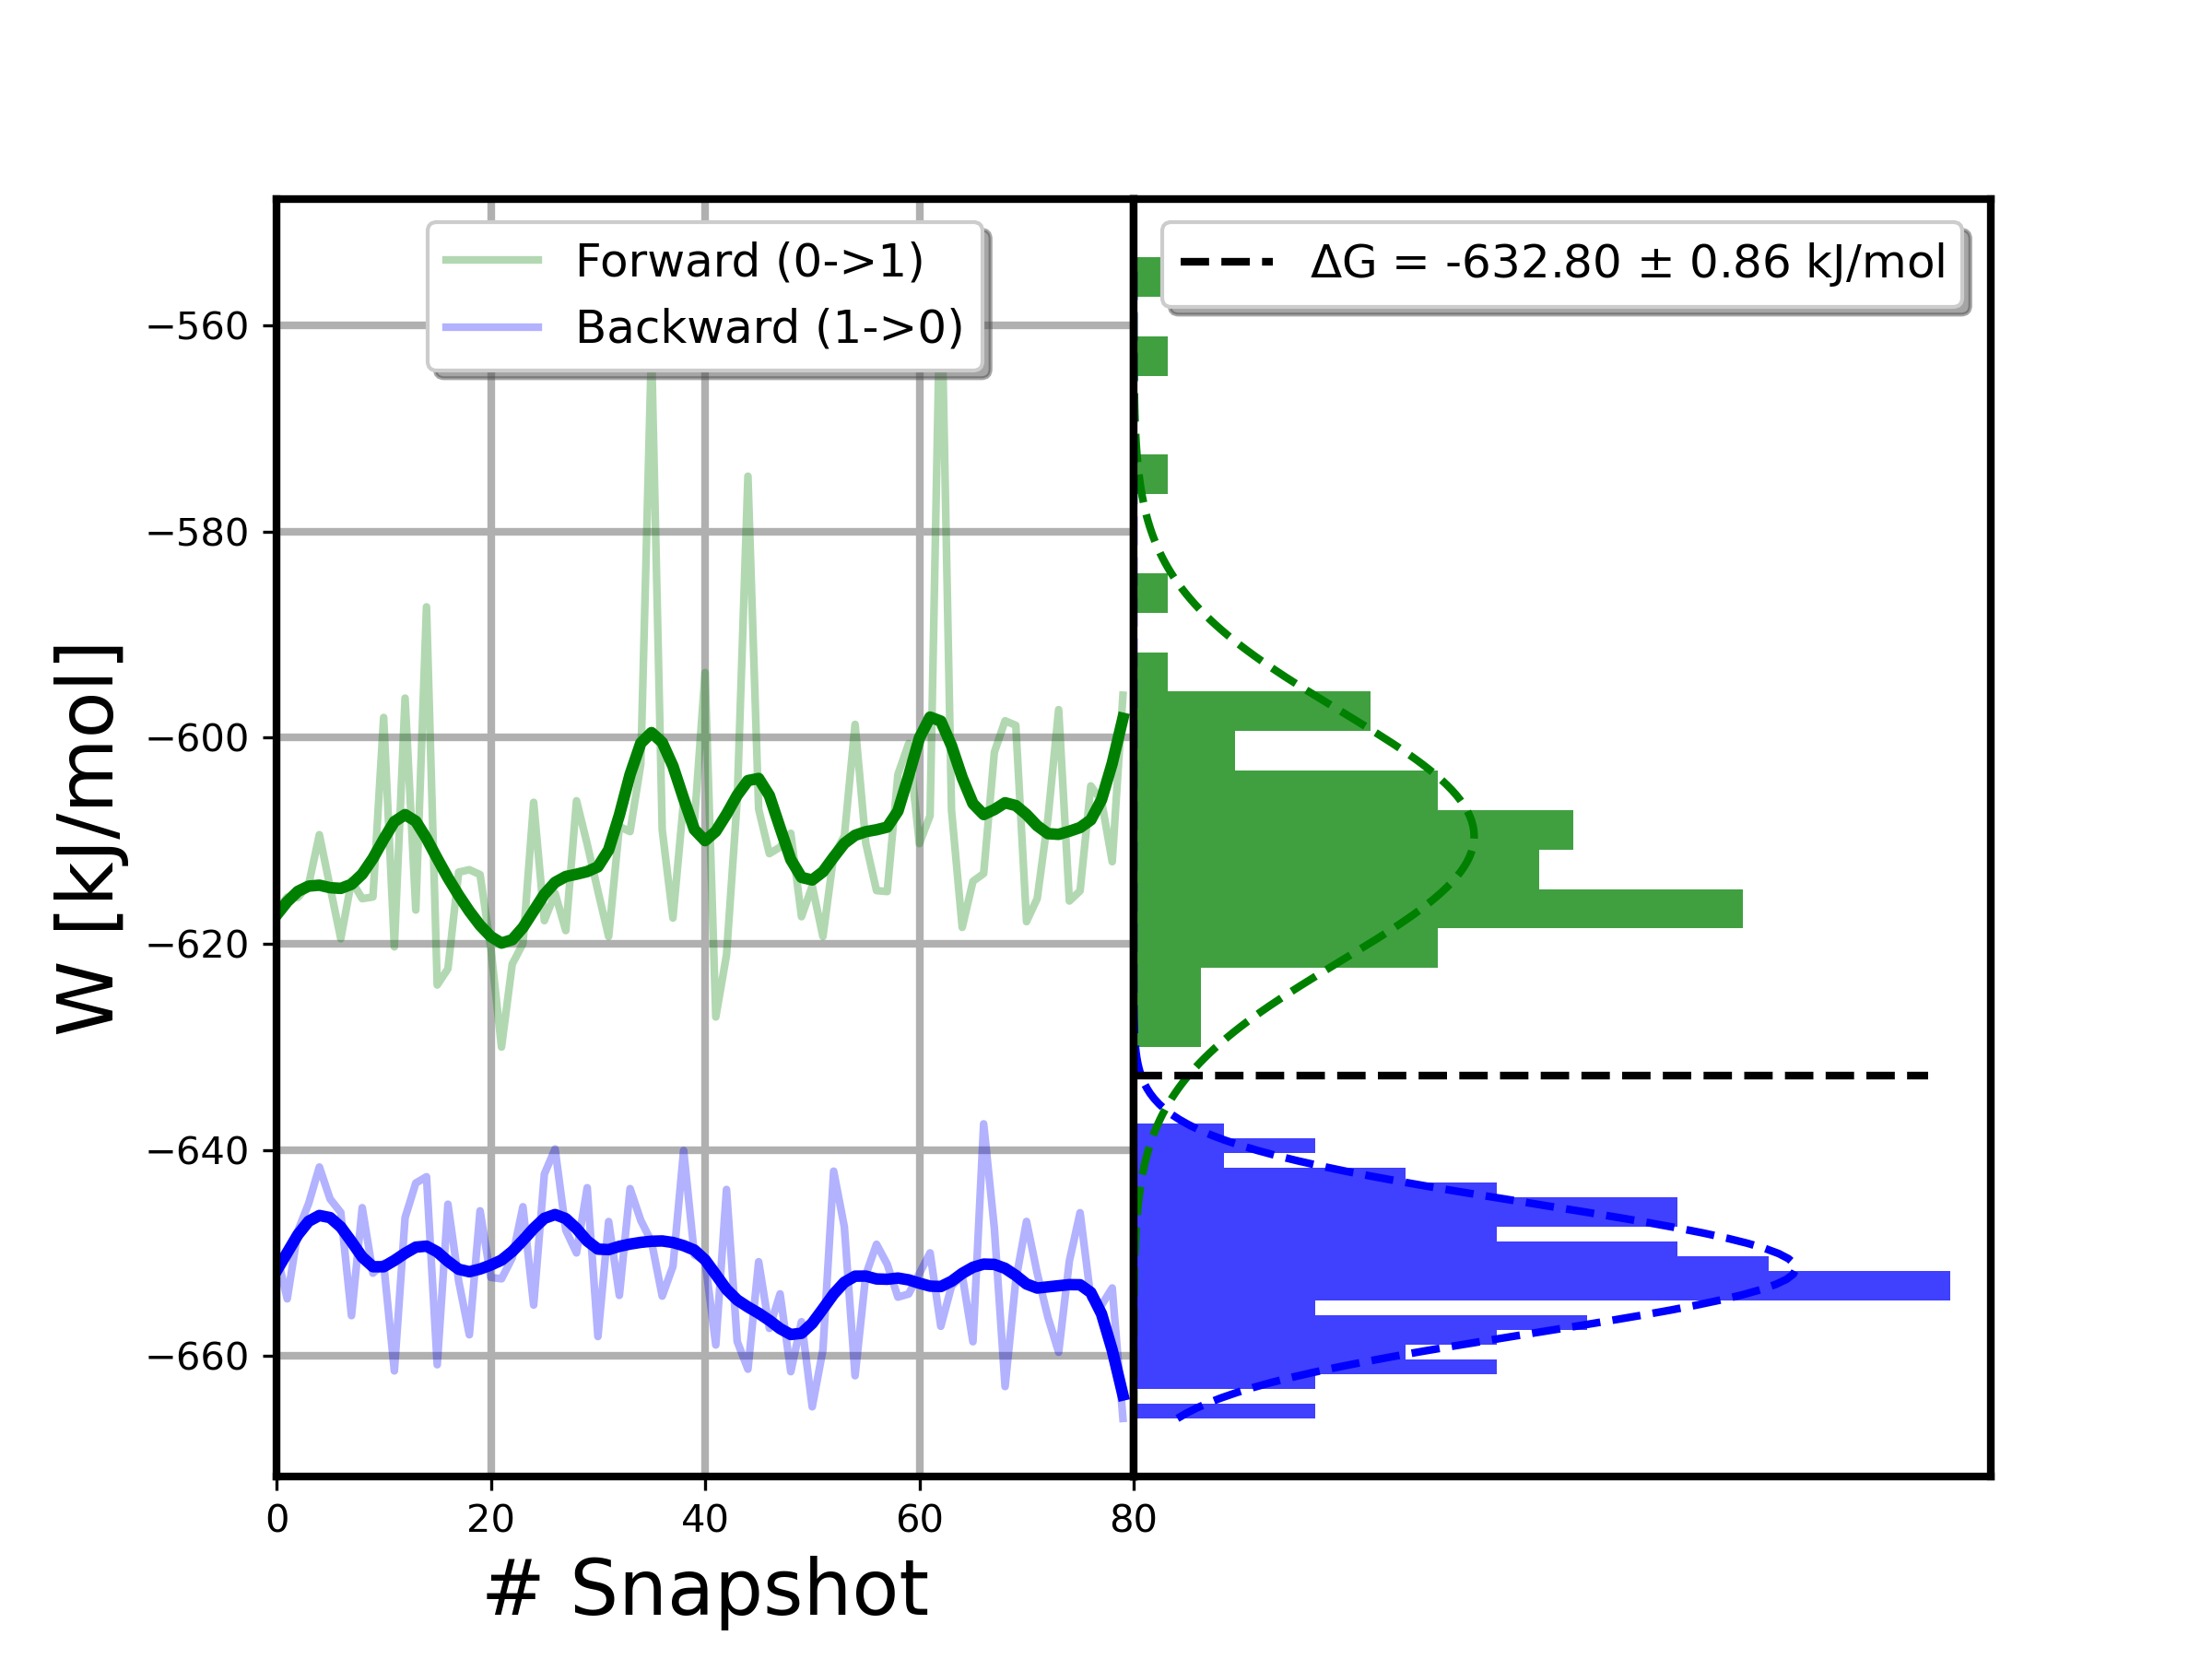 Forward (0->1)
Backward (1->0)
ΔG = -632.80 ± 0.86 kJ/mol
−560
−580
−600
−620
−640
−660
W [kJ/mol]
0 20 40 60 80
# Snapshot